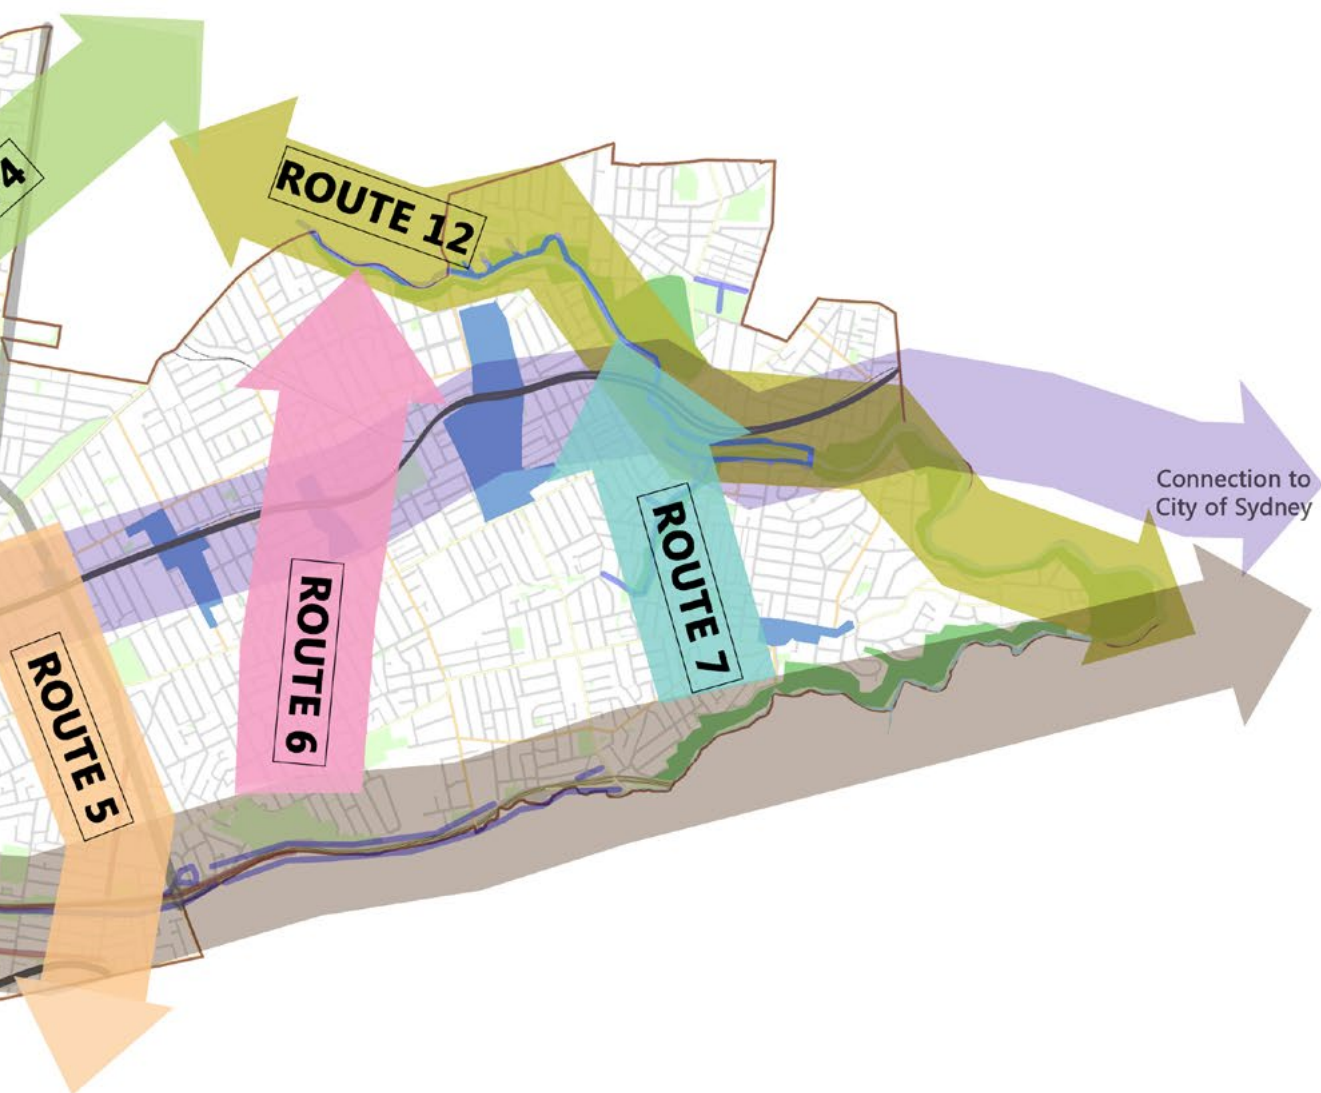 4
ROUTE 12
Connection to
City of Sydney
ROUTE 7
ROUTE 6
ROUTE 5